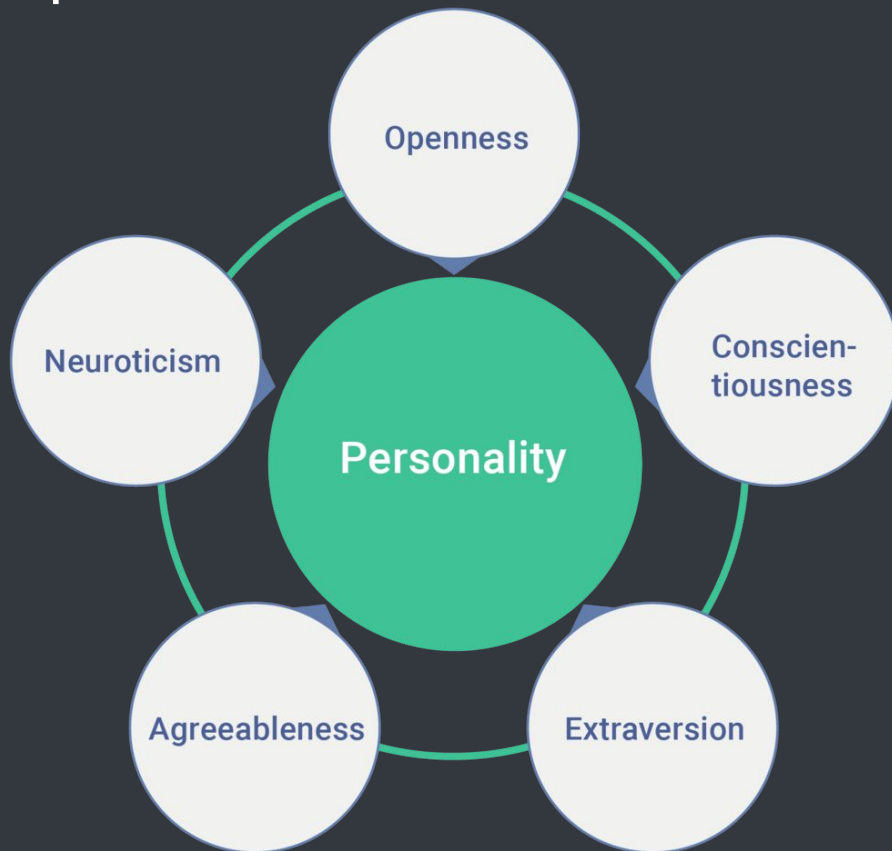 Openness
Neuroticism
Conscien-
tiousness
Personality
Agreeableness
Extraversion